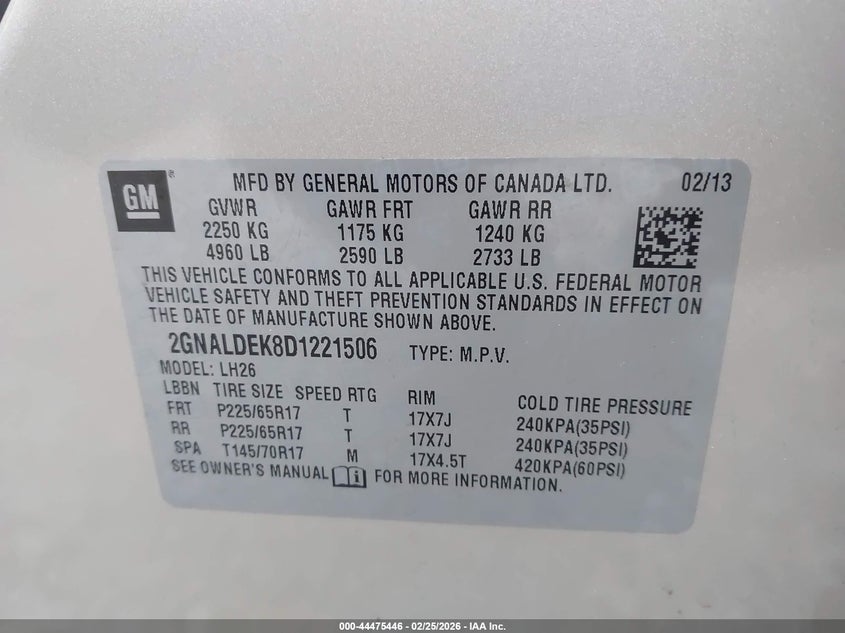 GM
MFD BY GENERAL MOTORS OF CANADA LTD. 02/13
GVWR GAWR FRT GAWR RR
2250 KG 1175 KG 1240 KG
4960 LB 2590 LB 2733 LB
THIS VEHICLE CONFORMS TO ALL APPLICABLE U.S. FEDERAL MOTOR
VEHICLE SAFETY AND THEFT PREVENTION STANDARDS IN EFFECT ON
THE DATE OF MANUFACTURE SHOWN ABOVE.
2GNALDEK8D1221506 TYPE: M.P.V.
MODEL: LH26
LBBN TIRE SIZE SPEED RTG RIM COLD TIRE PRESSURE
FRT P225/65R17 T 17X7J 240KPA(35PSI)
RR P225/65R17 T 17X7J 240KPA(35PSI)
SPA T145/70R17 M 17X4.5T 420KPA(60PSI)
SEE OWNER'S MANUAL FOR MORE INFORMATION.
000-44475446 - 02/25/2026 - IAA Inc.